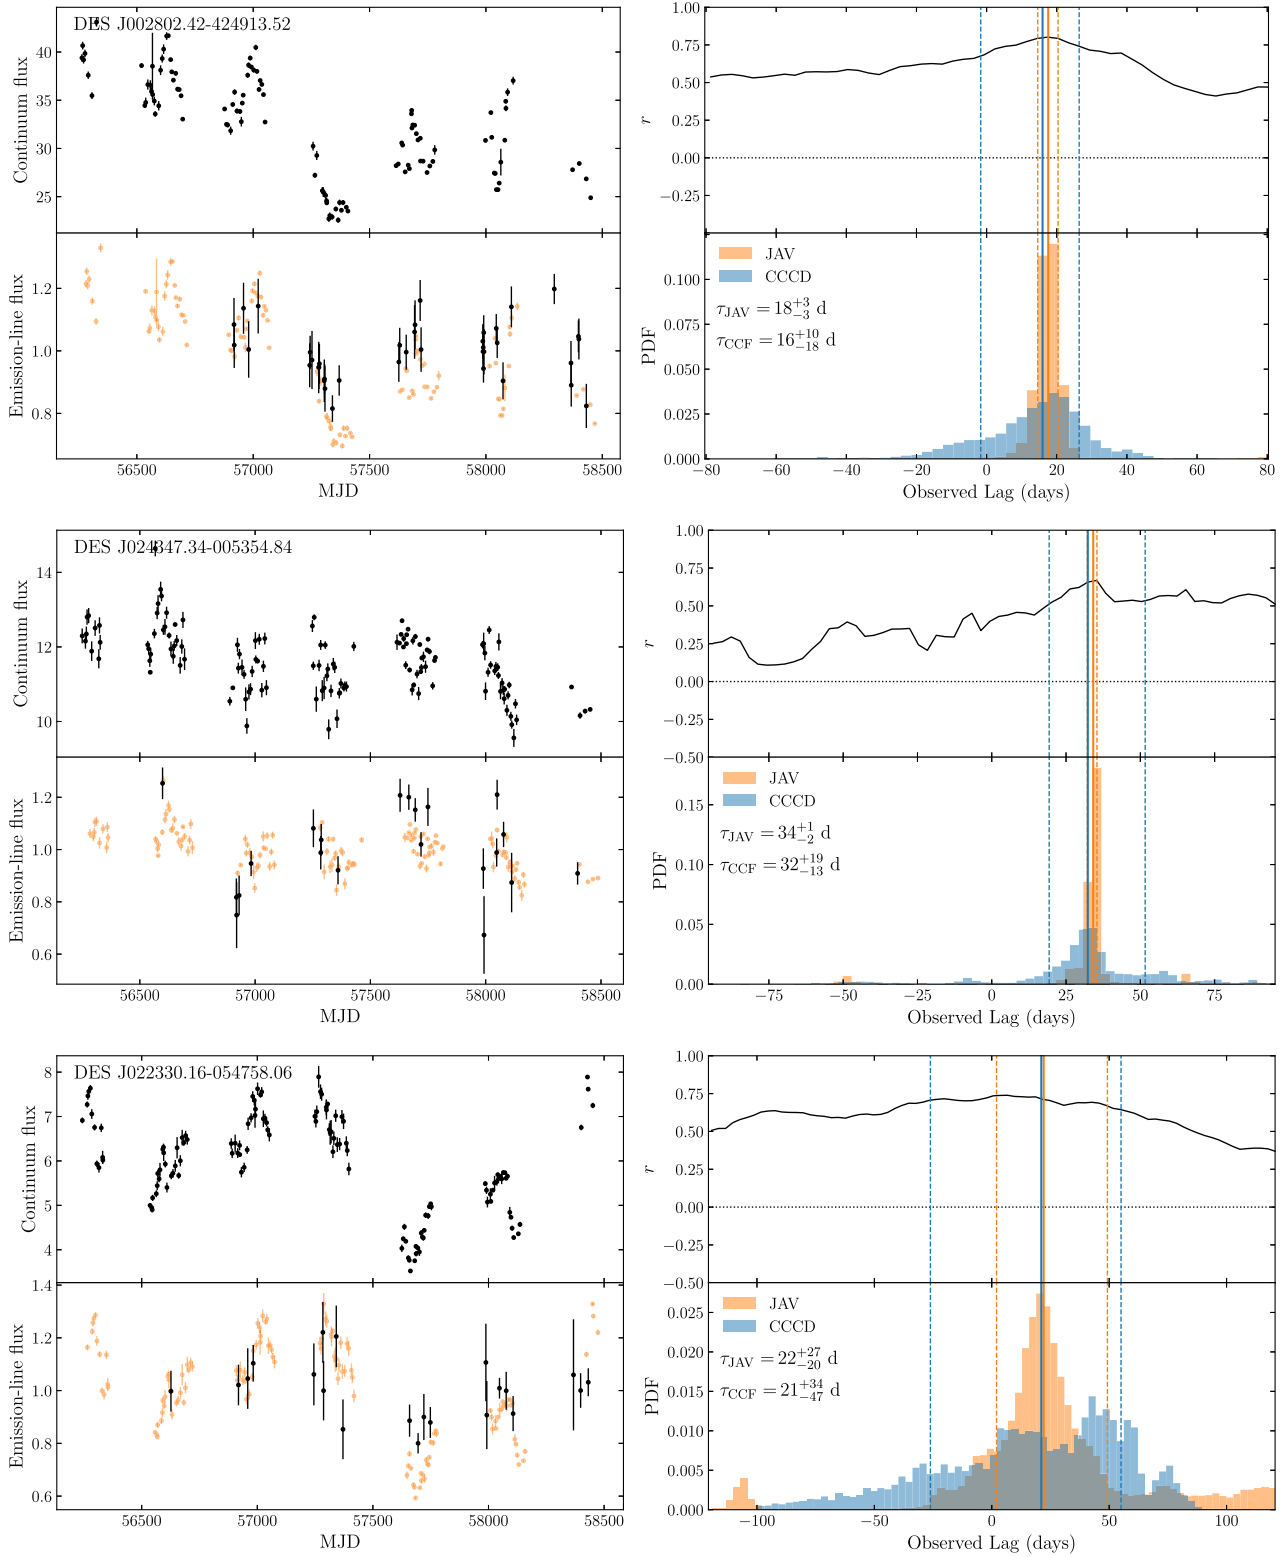 DES J002802.42-424913.52
Continuum flux
40
35
30
25
Emission-line flux
1.2
1.0
0.8
56500 57000 57500 58000 58500
MJD
1.00
0.75
0.50
0.25
0.00
−0.25
r
JAV
CCCD
τJAV = 18+3−3 d
τCCF = 16+10−18 d
PDF
0.100
0.075
0.050
0.025
0.000
−80 −60 −40 −20 0 20 40 60 80
Observed Lag (days)
DES J024347.34-005354.84
Continuum flux
14
12
10
Emission-line flux
1.2
1.0
0.8
0.6
56500 57000 57500 58000 58500
MJD
1.00
0.75
0.50
0.25
0.00
−0.25
−0.50
r
JAV
CCCD
τJAV = 34+1−2 d
τCCF = 32+19−13 d
PDF
0.15
0.10
0.05
0.00
−75 −50 −25 0 25 50 75
Observed Lag (days)
DES J022330.16-054758.06
Continuum flux
8
7
6
5
4
Emission-line flux
1.4
1.2
1.0
0.8
0.6
56500 57000 57500 58000 58500
MJD
1.00
0.75
0.50
0.25
0.00
−0.25
−0.50
r
JAV
CCCD
τJAV = 22+27−20 d
τCCF = 21+34−47 d
PDF
0.025
0.020
0.015
0.010
0.005
0.000
−100 −50 0 50 100
Observed Lag (days)